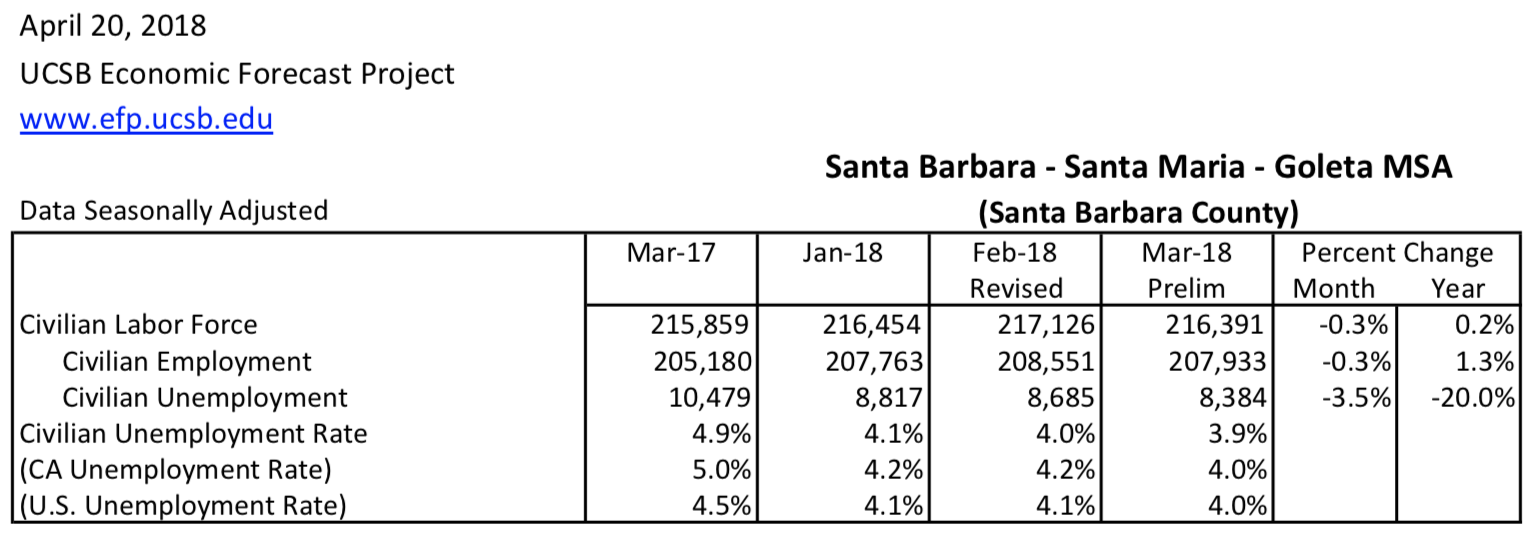 April 20, 2018
UCSB Economic Forecast Project
www.efp.ucsb.edu
Santa Barbara - Santa Maria - Goleta MSA
Data Seasonally Adjusted (Santa Barbara County)
Mar-17 Jan-18 Feb-18 Mar-18 Percent Change
Revised Prelim Month Year
Civilian Labor Force 215,859 216,454 217,126 216,391 -0.3% 0.2%
Civilian Employment 205,180 207,763 208,551 207,933 -0.3% 1.3%
Civilian Unemployment 10,479 8,817 8,685 8,384 -3.5% -20.0%
Civilian Unemployment Rate 4.9% 4.1% 4.0% 3.9%
(CA Unemployment Rate) 5.0% 4.2% 4.2% 4.0%
(U.S. Unemployment Rate) 4.5% 4.1% 4.1% 4.0%